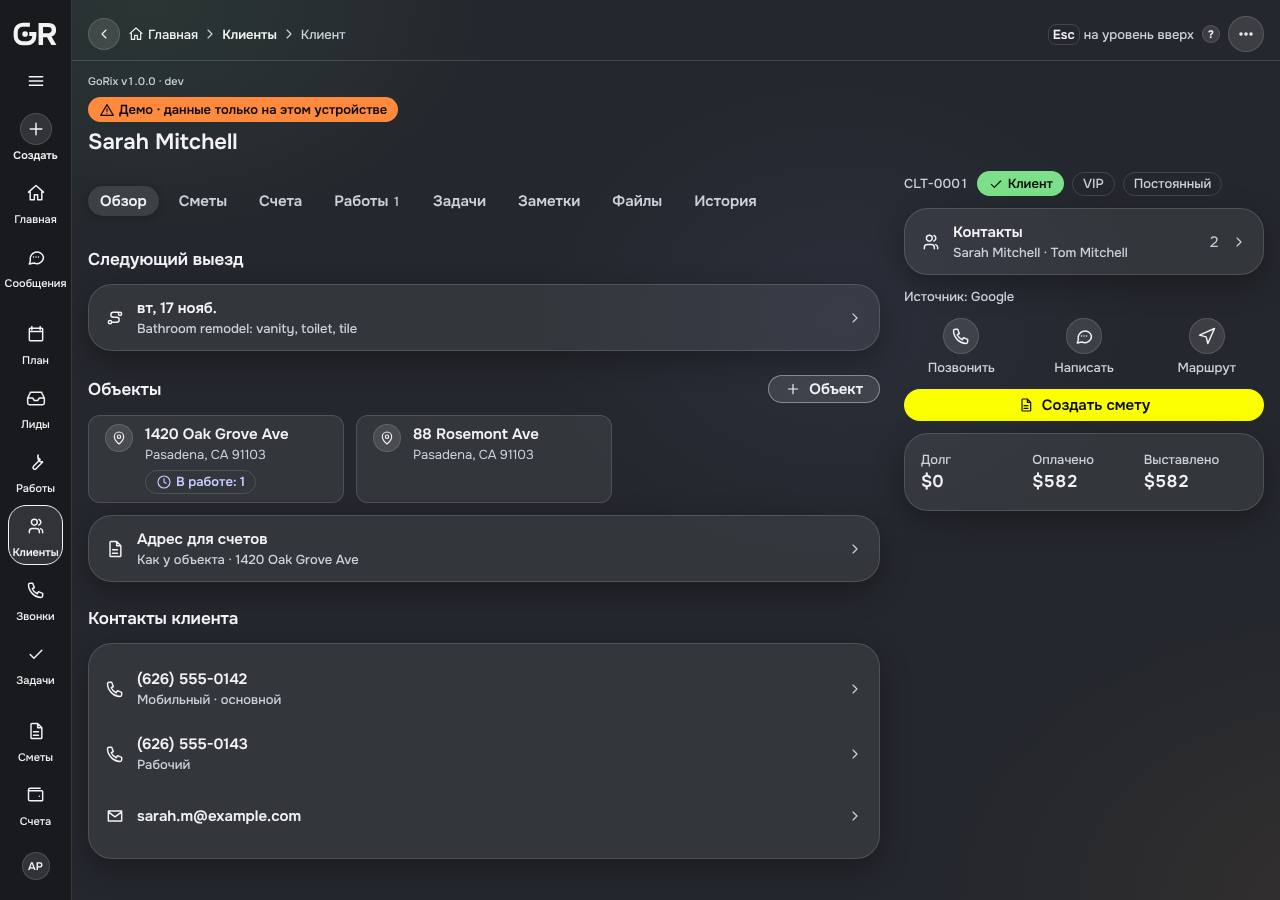 GR
Создать
Главная
Сообщения
План
Лиды
Работы
Клиенты
Звонки
Задачи
Сметы
Счета
AP
Главная > Клиенты > Клиент
Esc на уровень вверх ?
GoRix v1.0.0 · dev
Демо · данные только на этом устройстве
Sarah Mitchell
Обзор Сметы Счета Работы 1 Задачи Заметки Файлы История
Следующий выезд
вт, 17 нояб.
Bathroom remodel: vanity, toilet, tile
Объекты
+ Объект
1420 Oak Grove Ave
Pasadena, CA 91103
В работе: 1
88 Rosemont Ave
Pasadena, CA 91103
Адрес для счетов
Как у объекта · 1420 Oak Grove Ave
Контакты клиента
(626) 555-0142
Мобильный · основной
(626) 555-0143
Рабочий
sarah.m@example.com
CLT-0001 Клиент VIP Постоянный
Контакты
Sarah Mitchell · Tom Mitchell
2
Источник: Google
Позвонить Написать Маршрут
Создать смету
Долг Оплачено Выставлено
$0 $582 $582